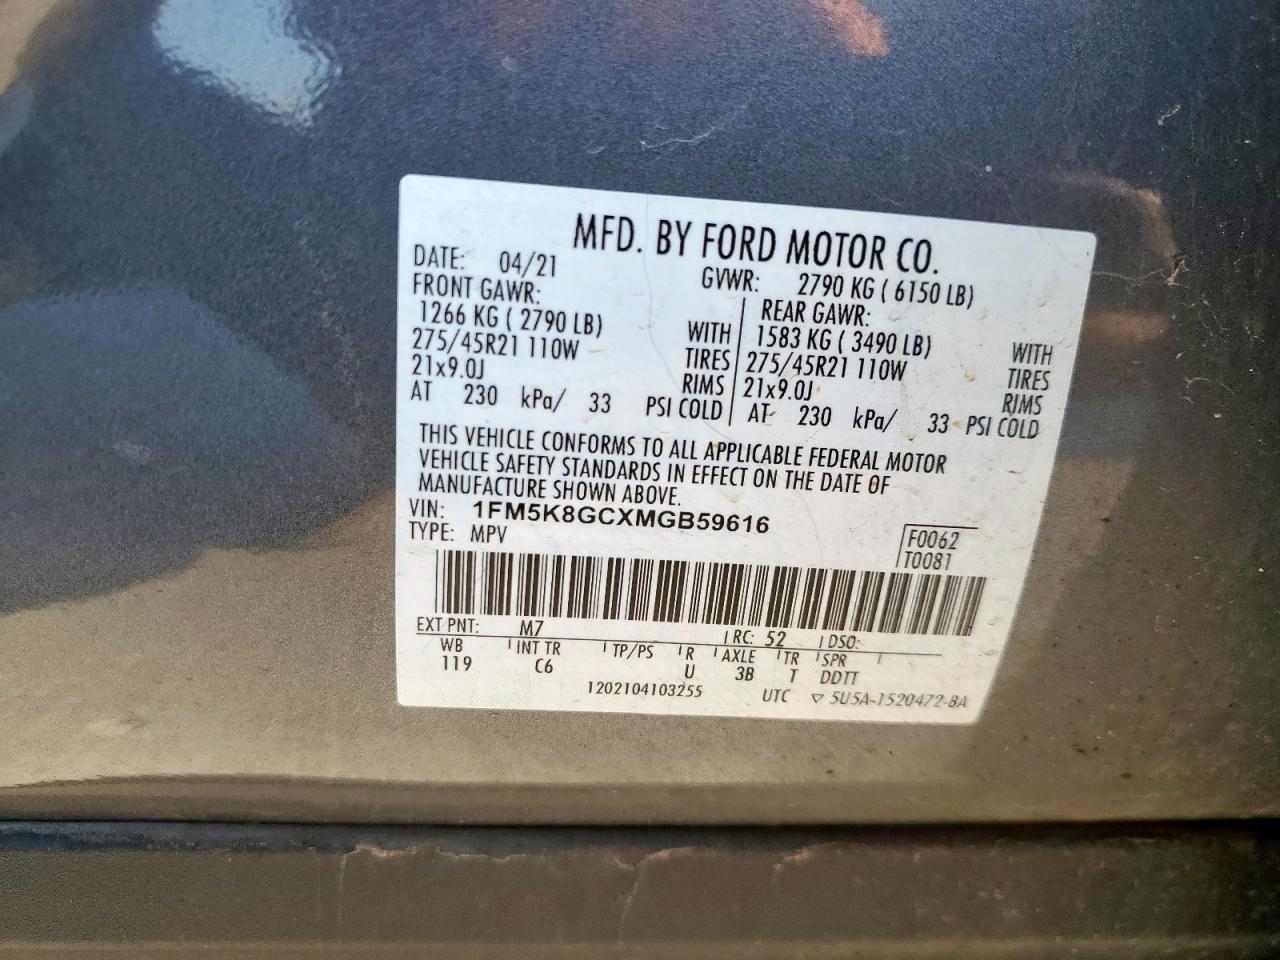 MFD. BY FORD MOTOR CO.
DATE: 04/21 GVWR: 2790 KG ( 6150 LB)
FRONT GAWR: REAR GAWR:
1266 KG ( 2790 LB) WITH 1583 KG ( 3490 LB) WITH
275/45R21 110W TIRES 275/45R21 110W TIRES
21x9.0J RIMS 21x9.0J RIMS
AT 230 kPa/ 33 PSI COLD AT 230 kPa/ 33 PSI COLD
THIS VEHICLE CONFORMS TO ALL APPLICABLE FEDERAL MOTOR
VEHICLE SAFETY STANDARDS IN EFFECT ON THE DATE OF
MANUFACTURE SHOWN ABOVE.
VIN: 1FM5K8GCXMGB59616
TYPE: MPV F0062
T0081
EXT PNT: M7 RC: 52 DSO:
WB INT TR TP/PS R AXLE TR SPR
119 C6 U 3B T DDTT
1202104103255 UTC ▽ 5U5A-1520472-BA